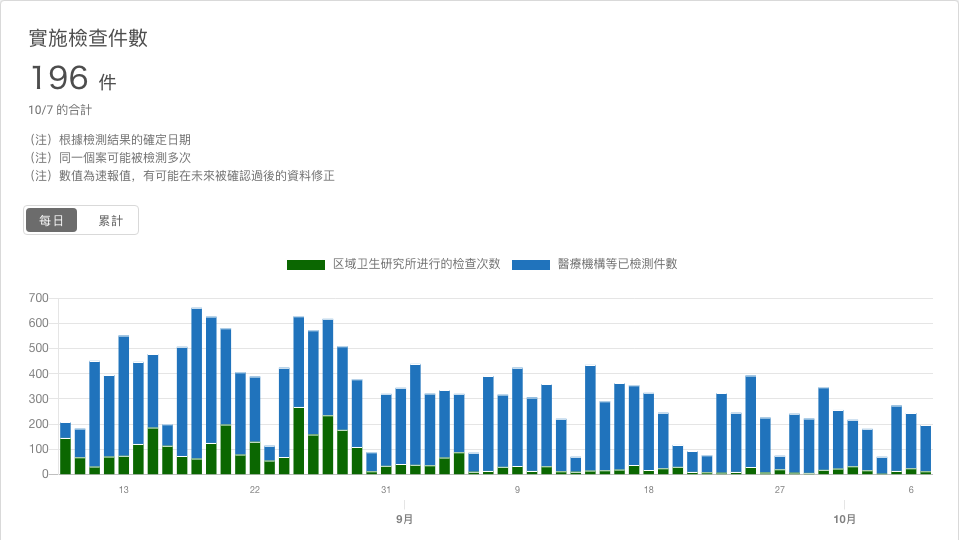 實施檢查件數
196 件
10/7 的合計
（注）根據檢測結果的確定日期
（注）同一個案可能被檢測多次
（注）數值為速報值，有可能在未來被確認過後的資料修正
每日 累計
区域卫生研究所进行的检查次数 醫療機構等已檢測件數
700
600
500
400
300
200
100
0
13 22 31 9 18 27 6
9月 10月